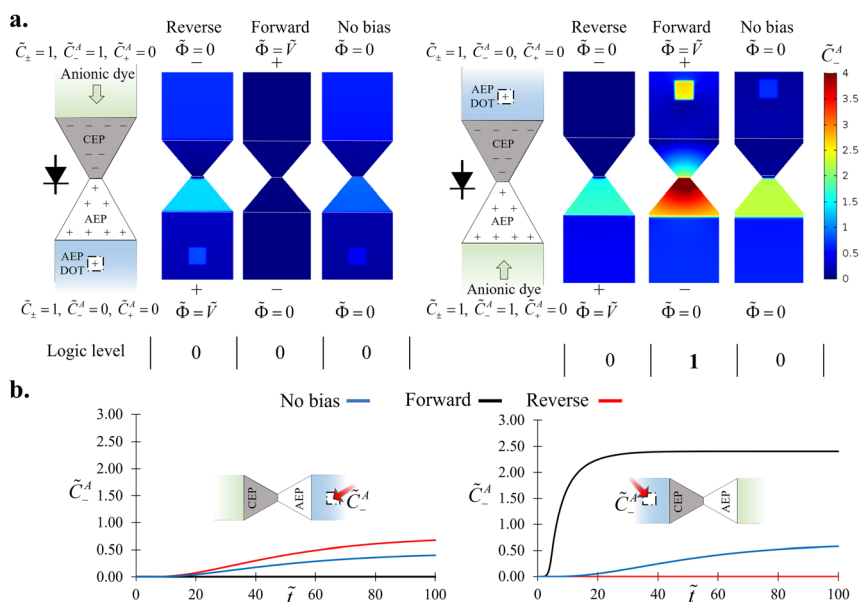 a.
Reverse Forward No bias
Φ̃ = 0 Φ̃ = Ṽ Φ̃ = 0
− +
C̃± = 1, C̃₋ᴬ = 1, C̃₊ᴬ = 0
Anionic dye
CEP
AEP
AEP
DOT
+
C̃± = 1, C̃₋ᴬ = 0, C̃₊ᴬ = 0
+ −
Φ̃ = Ṽ Φ̃ = 0 Φ̃ = 0
Reverse Forward No bias
Φ̃ = 0 Φ̃ = Ṽ Φ̃ = 0
− +
C̃± = 1, C̃₋ᴬ = 0, C̃₊ᴬ = 0
AEP
DOT
+
CEP
AEP
Anionic dye
C̃± = 1, C̃₋ᴬ = 1, C̃₊ᴬ = 0
+ −
Φ̃ = Ṽ Φ̃ = 0 Φ̃ = 0
C̃₋ᴬ
4
3.5
3
2.5
2
1.5
1
0.5
0
Logic level | 0 | 0 | 0 | | 0 | 1 | 0 |
b.
No bias Forward Reverse
3.00
2.50
2.00
1.50
1.00
0.50
0.00
C̃₋ᴬ
CEP AEP C̃₋ᴬ
0 20 40 60 80 100
t̃
3.00
2.50
2.00
1.50
1.00
0.50
0.00
C̃₋ᴬ
C̃₋ᴬ CEP AEP
0 20 40 60 80 100
t̃